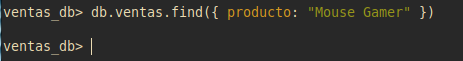 ventas_db> db.ventas.find({ producto: "Mouse Gamer" })
ventas_db>